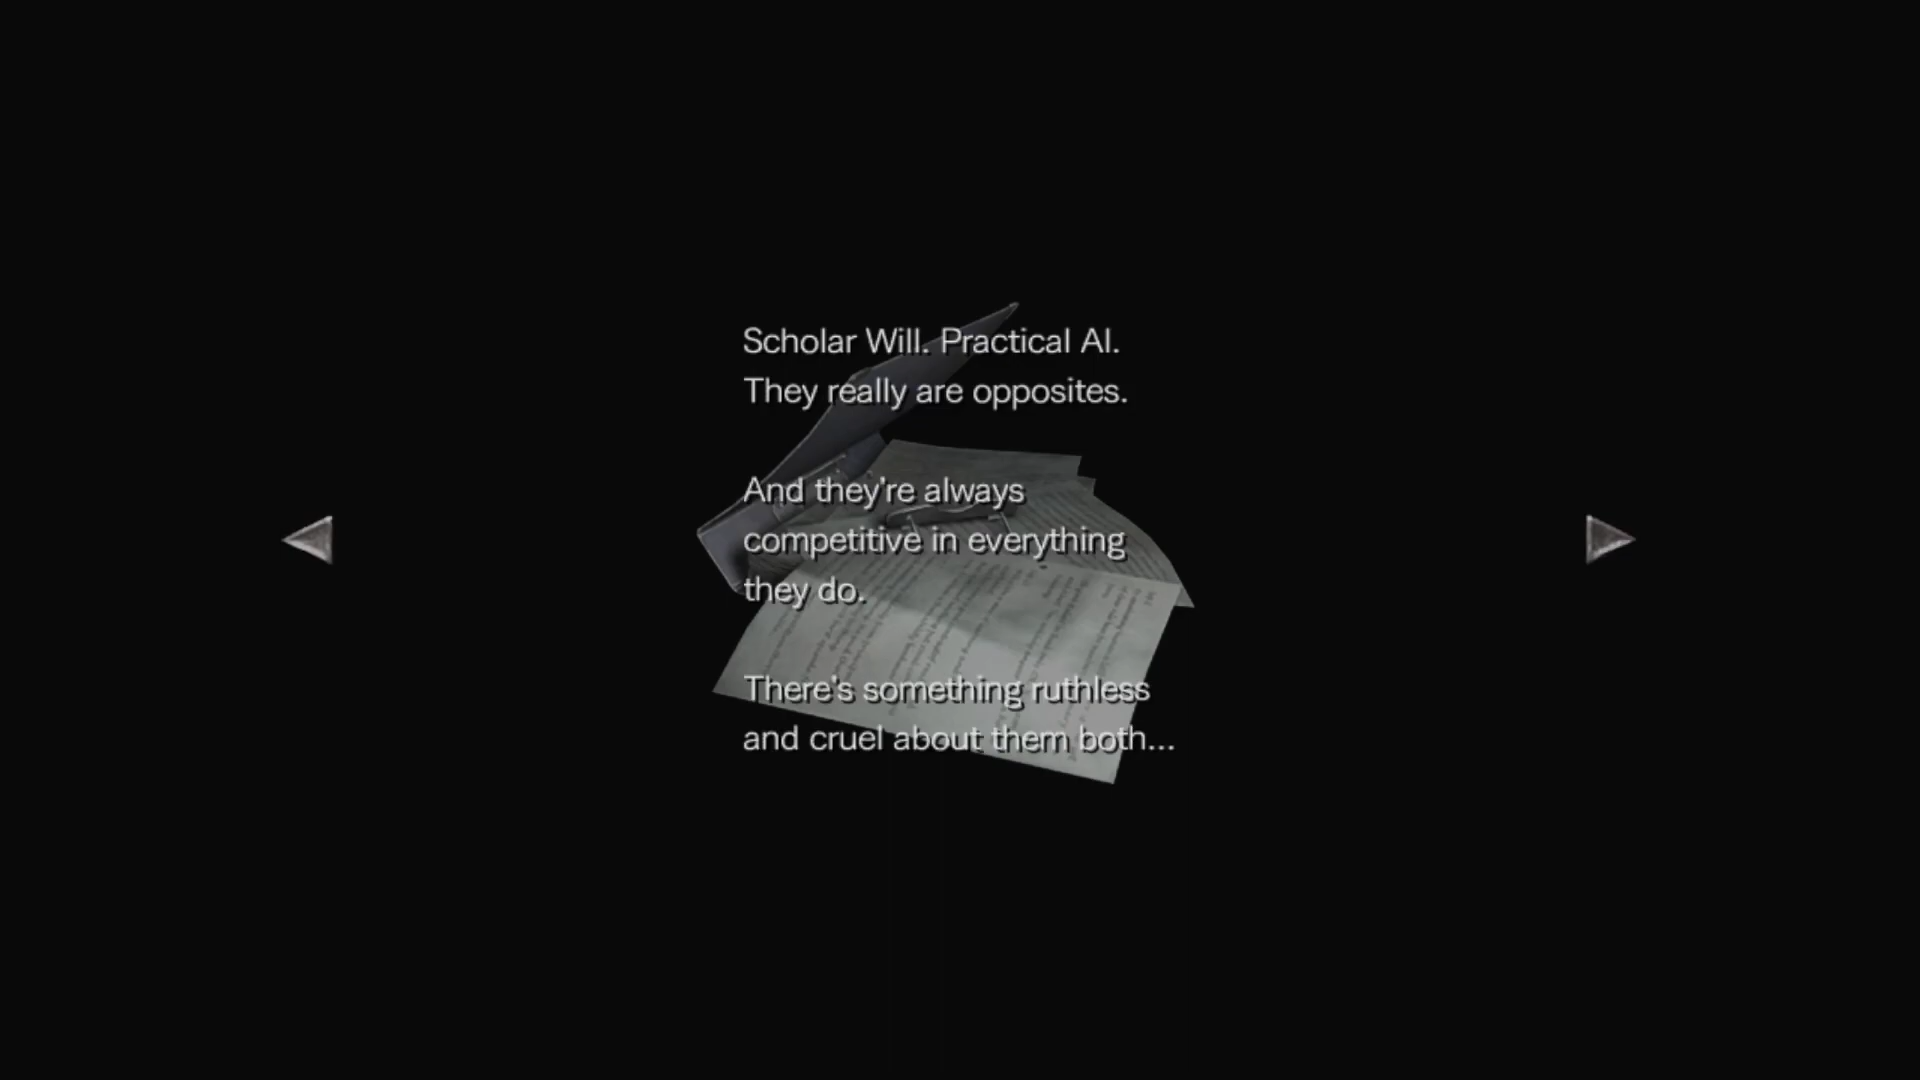 Scholar Will. Practical Al.
They really are opposites.
And they're always
competitive in everything
they do.
There's something ruthless
and cruel about them both...